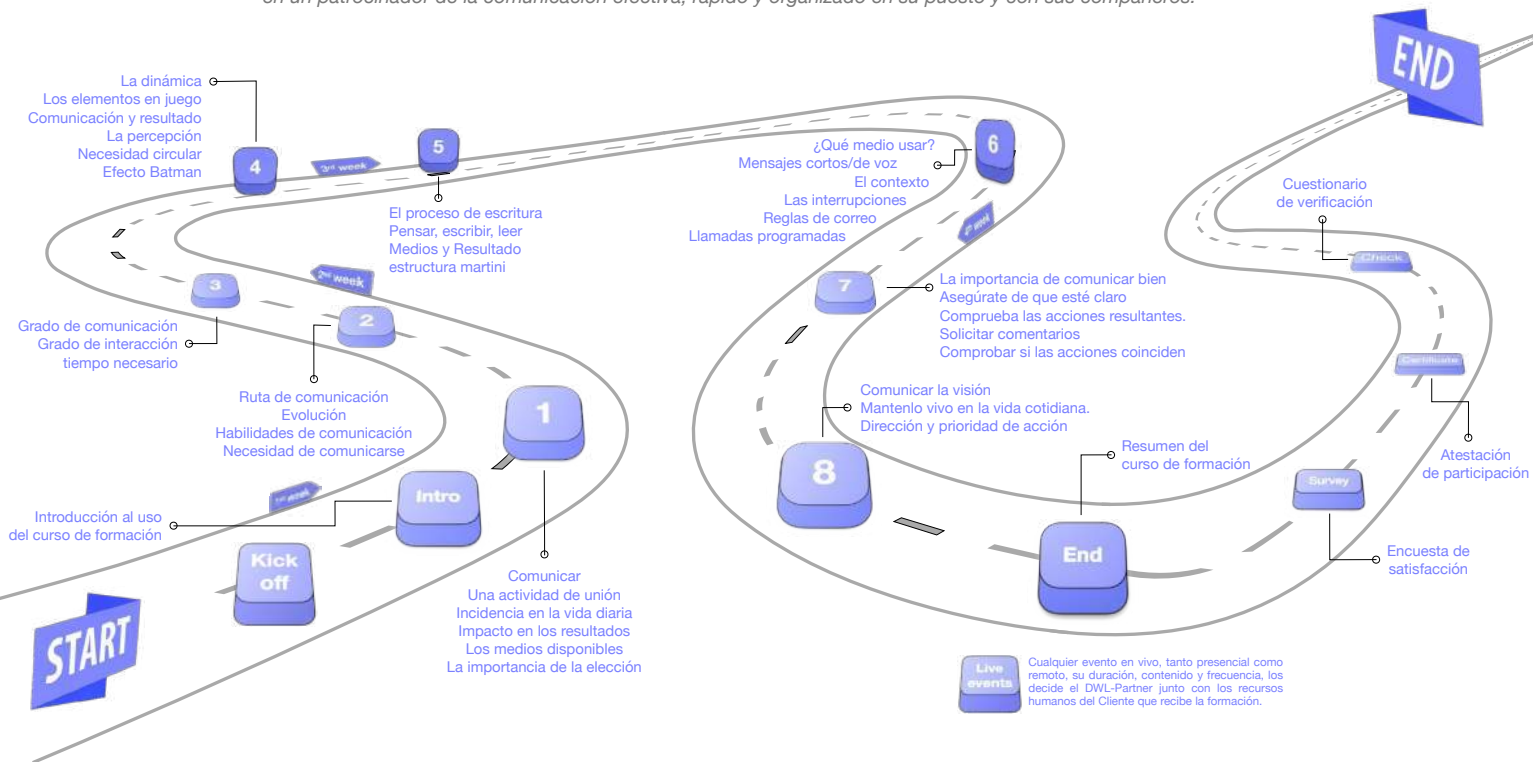 en un patrocinador de la comunicación efectiva, rápido y organizado en su puesto y con sus compañeros.
START
Kick
off
Introducción al uso
del curso de formación
1st week
Intro
1
Comunicar
Una actividad de unión
Incidencia en la vida diaria
Impacto en los resultados
Los medios disponibles
La importancia de la elección
2nd week
2
Ruta de comunicación
Evolución
Habilidades de comunicación
Necesidad de comunicarse
3
Grado de comunicación
Grado de interacción
tiempo necesario
La dinámica
Los elementos en juego
Comunicación y resultado
La percepción
Necesidad circular
Efecto Batman
4
3rd week
5
El proceso de escritura
Pensar, escribir, leer
Medios y Resultado
estructura martini
6
¿Qué medio usar?
Mensajes cortos/de voz
El contexto
Las interrupciones
Reglas de correo
Llamadas programadas
4th week
7
La importancia de comunicar bien
Asegúrate de que esté claro
Comprueba las acciones resultantes.
Solicitar comentarios
Comprobar si las acciones coinciden
Comunicar la visión
Mantenlo vivo en la vida cotidiana.
Dirección y prioridad de acción
8
Resumen del
curso de formación
End
Survey
Encuesta de
satisfacción
Certificate
Atestación
de participación
Cuestionario
de verificación
Check
END
Live
events
Cualquier evento en vivo, tanto presencial como
remoto, su duración, contenido y frecuencia, los
decide el DWL-Partner junto con los recursos
humanos del Cliente que recibe la formación.